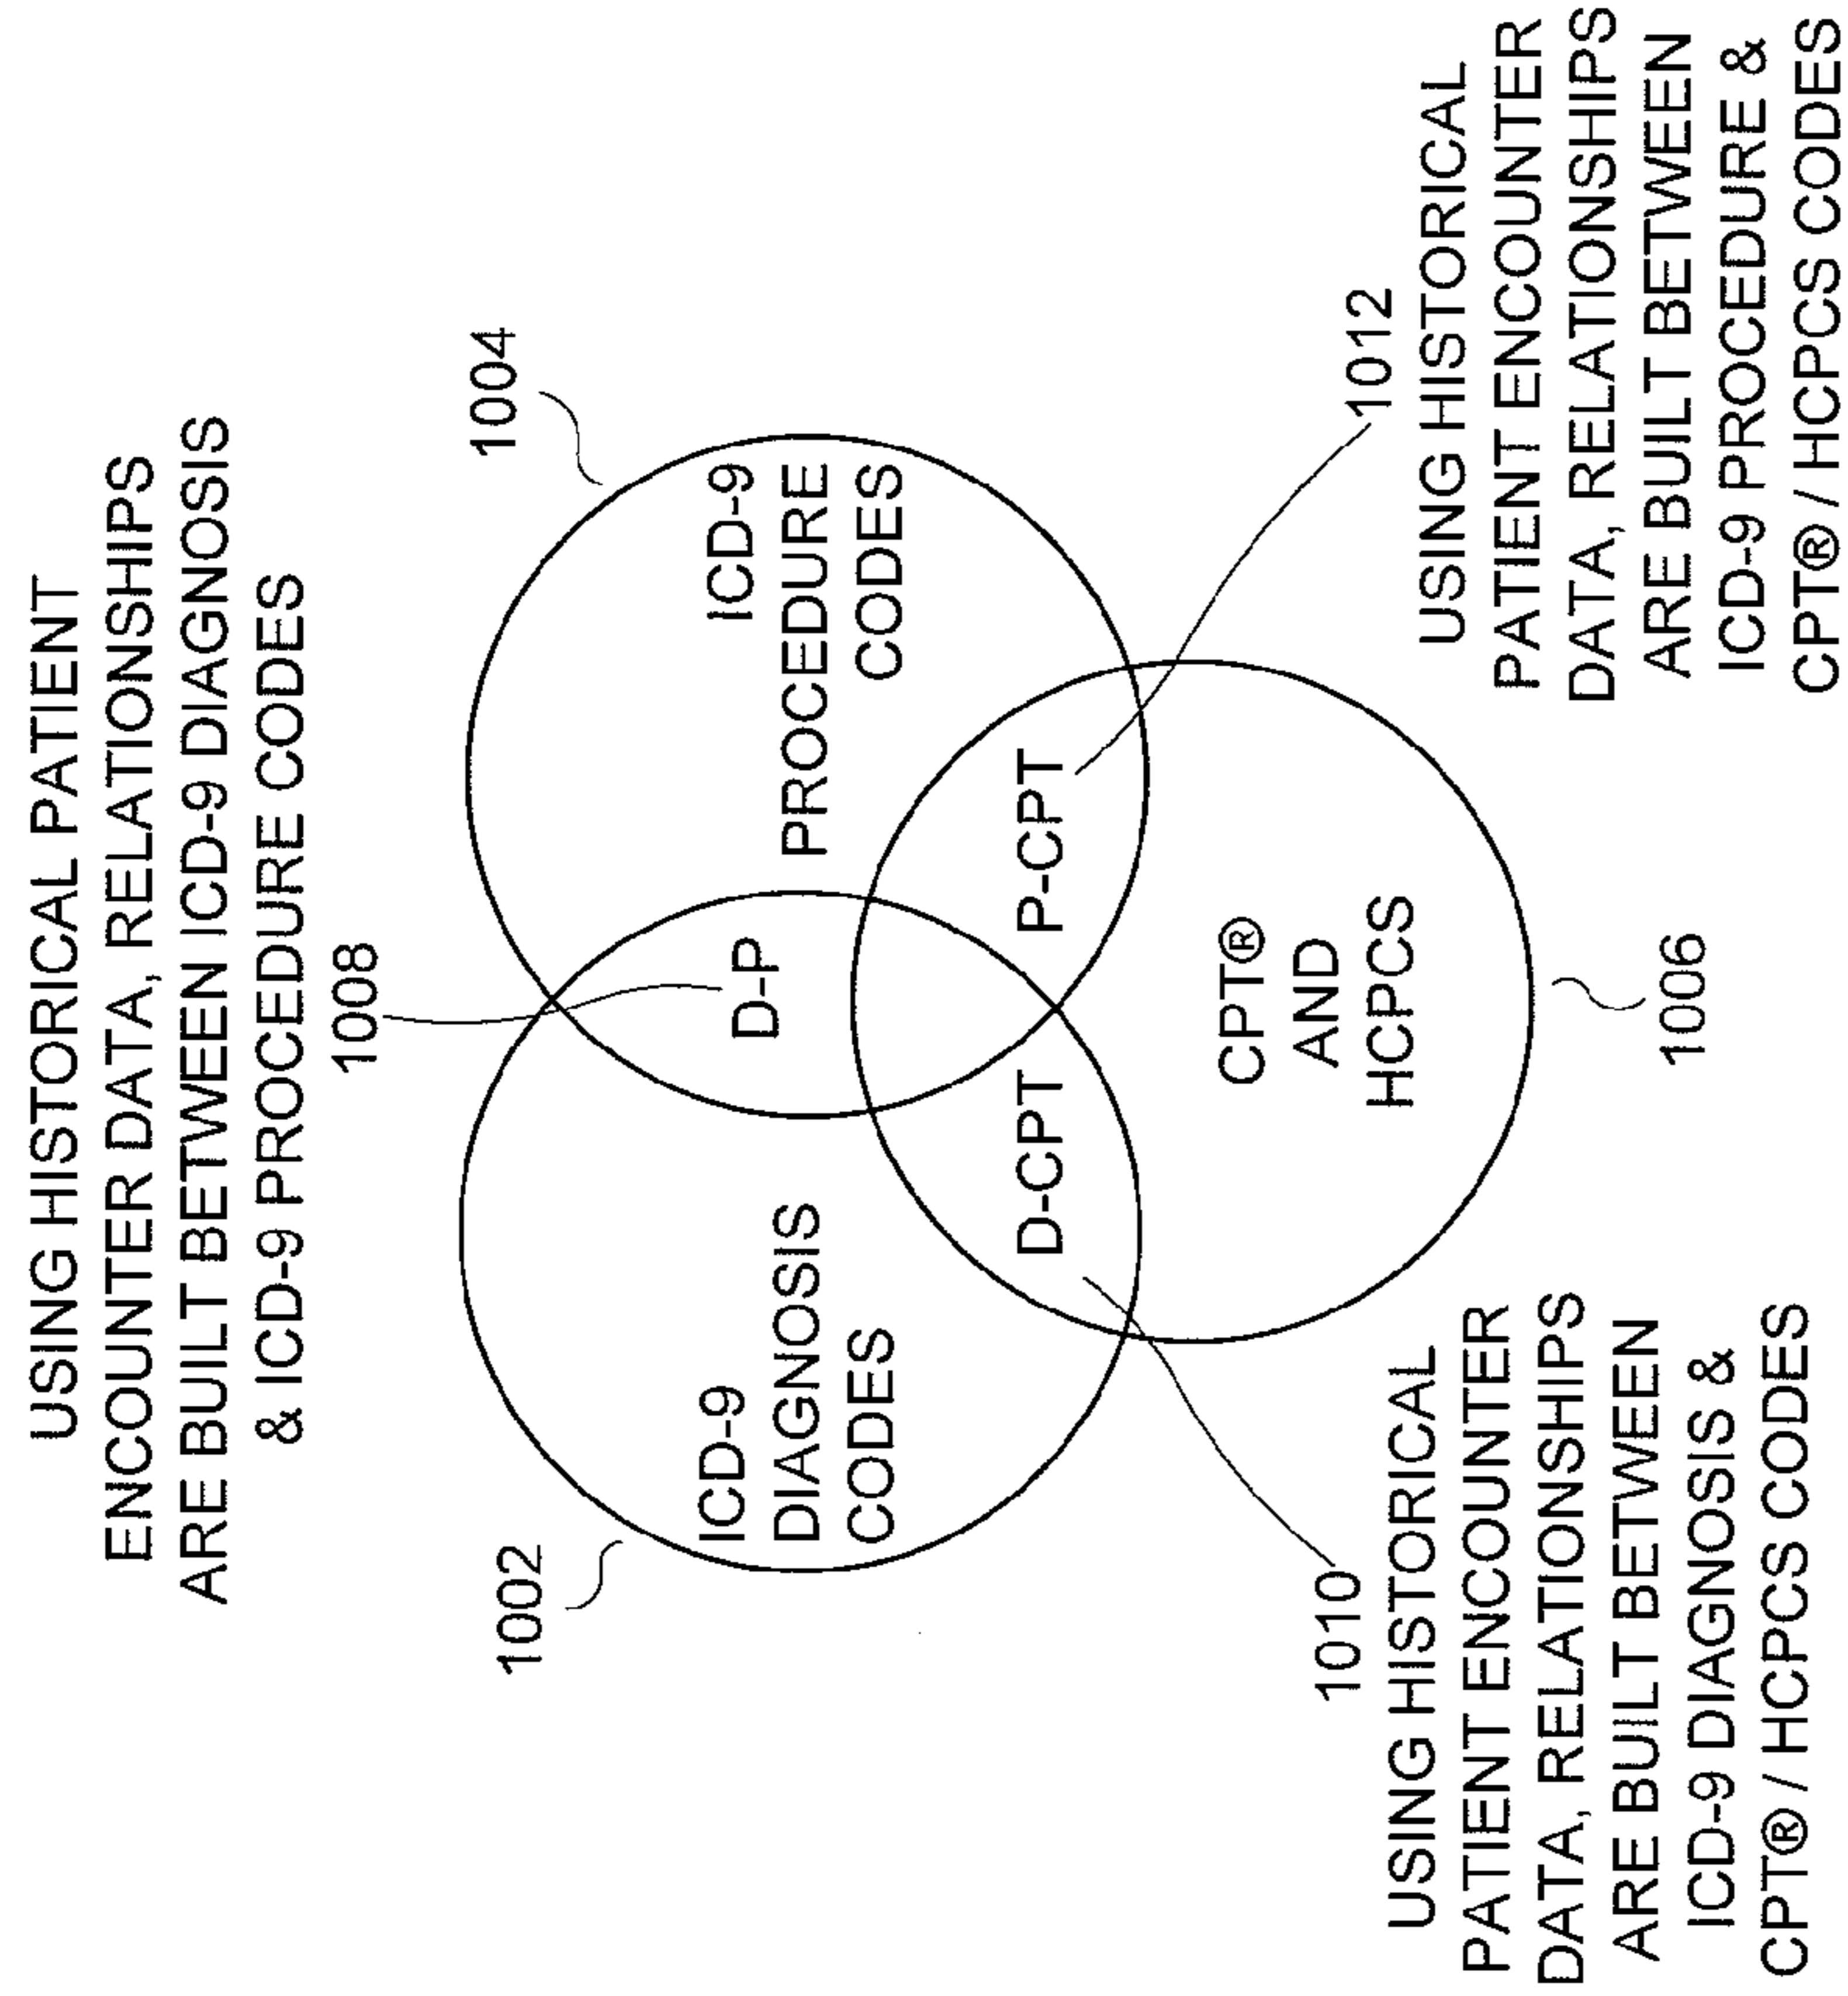 USING HISTORICAL PATIENT
ENCOUNTER DATA, RELATIONSHIPS
ARE BUILT BETWEEN ICD-9 DIAGNOSIS
& ICD-9 PROCEDURE CODES
1008
1002
1004
ICD-9
DIAGNOSIS
CODES
D-P
ICD-9
PROCEDURE
CODES
D-CPT
P-CPT
CPT®
AND
HCPCS
1006
1010
USING HISTORICAL
PATIENT ENCOUNTER
DATA, RELATIONSHIPS
ARE BUILT BETWEEN
ICD-9 DIAGNOSIS &
CPT® / HCPCS CODES
1012
USING HISTORICAL
PATIENT ENCOUNTER
DATA, RELATIONSHIPS
ARE BUILT BETWEEN
ICD-9 PROCEDURE &
CPT® / HCPCS CODES